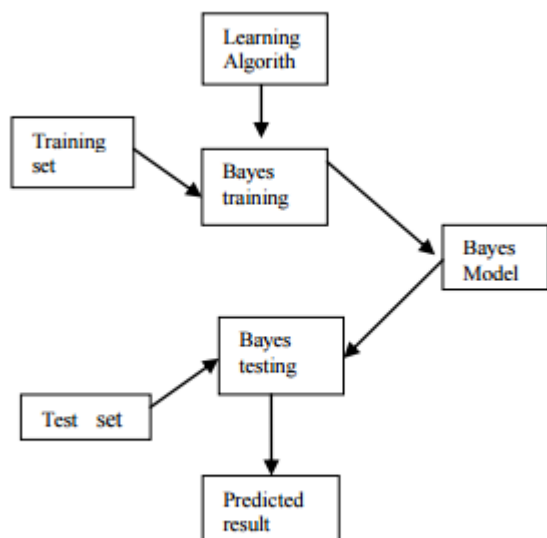 Learning
Algorith
Training
set
Bayes
training
Bayes
Model
Bayes
testing
Test set
Predicted
result